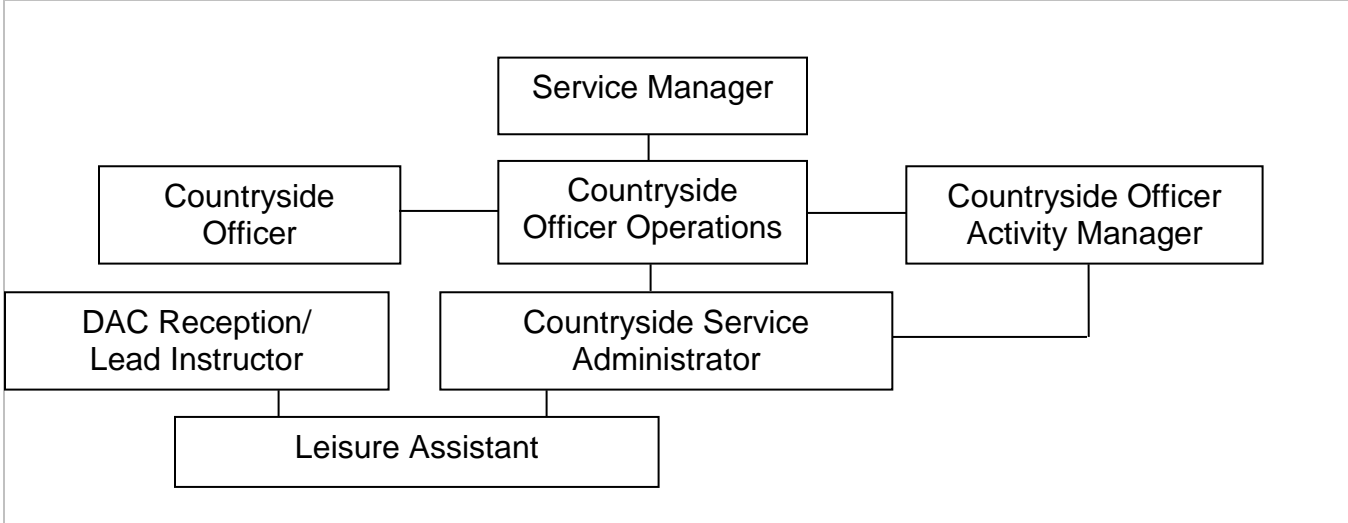 Service Manager
Countryside
Officer
Countryside
Officer Operations
Countryside Officer
Activity Manager
DAC Reception/
Lead Instructor
Countryside Service
Administrator
Leisure Assistant